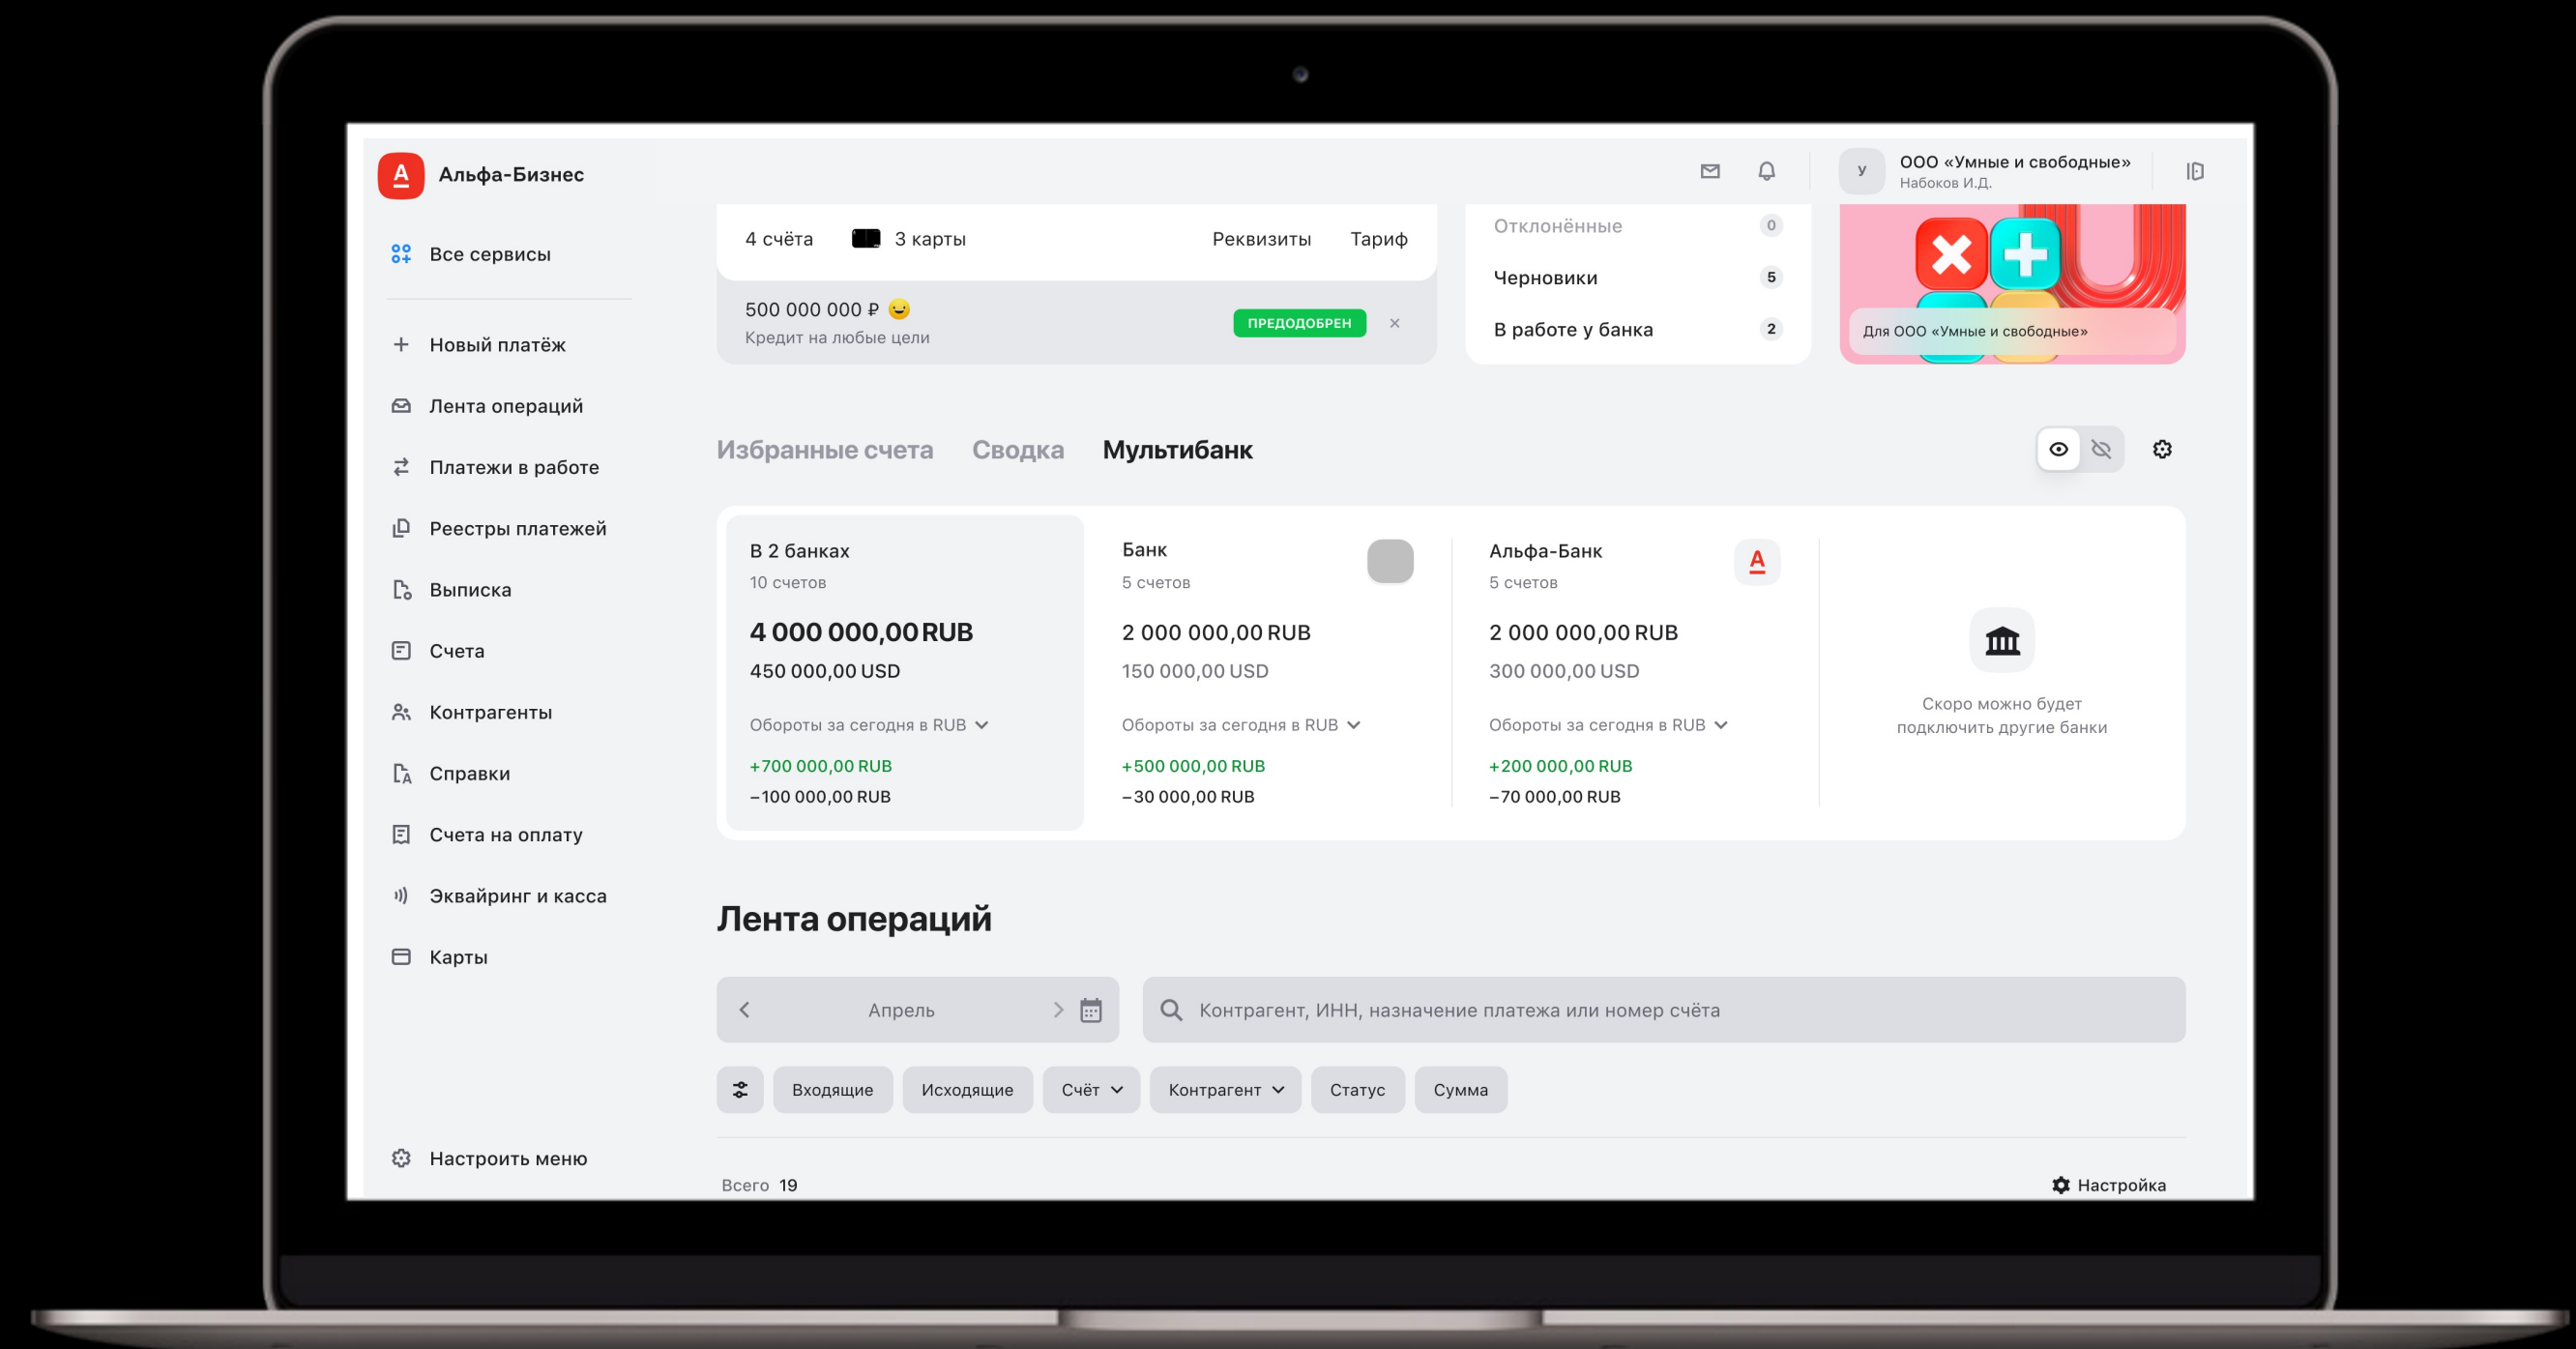 А Альфа-Бизнес
У ООО «Умные и свободные»
Набоков И.Д.
Все сервисы
Новый платёж
Лента операций
Платежи в работе
Реестры платежей
Выписка
Счета
Контрагенты
Справки
Счета на оплату
Эквайринг и касса
Карты
Настроить меню
4 счёта 3 карты Реквизиты Тариф
500 000 000 ₽
Кредит на любые цели
ПРЕДОДОБРЕН
Отклонённые 0
Черновики 5
В работе у банка 2
Для ООО «Умные и свободные»
Избранные счета Сводка Мультибанк
В 2 банках
10 счетов
4 000 000,00 RUB
450 000,00 USD
Обороты за сегодня в RUB
+700 000,00 RUB
–100 000,00 RUB
Банк
5 счетов
2 000 000,00 RUB
150 000,00 USD
Обороты за сегодня в RUB
+500 000,00 RUB
–30 000,00 RUB
Альфа-Банк
А
5 счетов
2 000 000,00 RUB
300 000,00 USD
Обороты за сегодня в RUB
+200 000,00 RUB
–70 000,00 RUB
Скоро можно будет
подключить другие банки
Лента операций
Апрель
Контрагент, ИНН, назначение платежа или номер счёта
Входящие Исходящие Счёт Контрагент Статус Сумма
Всего 19
Настройка